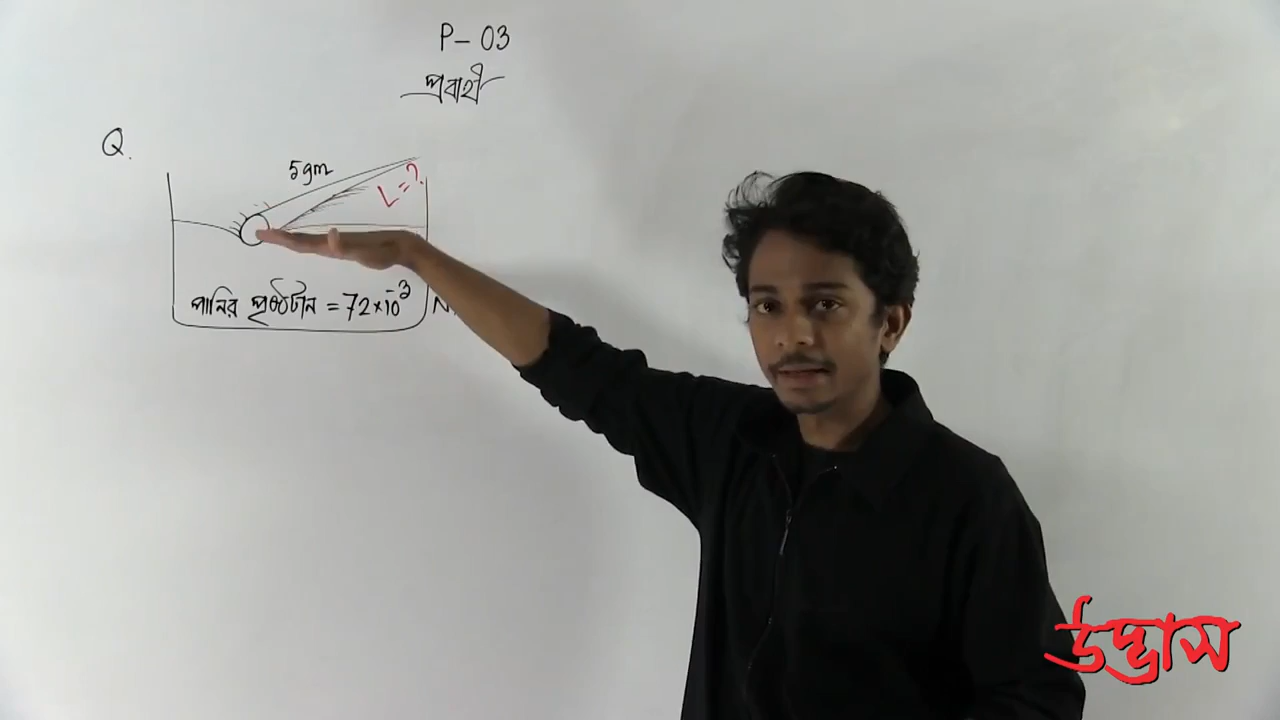 P - 03
প্রবাহী
Q.
5gm
L = ?
পানির পৃষ্ঠটান = 72×10⁻³ N
উদ্ভাস